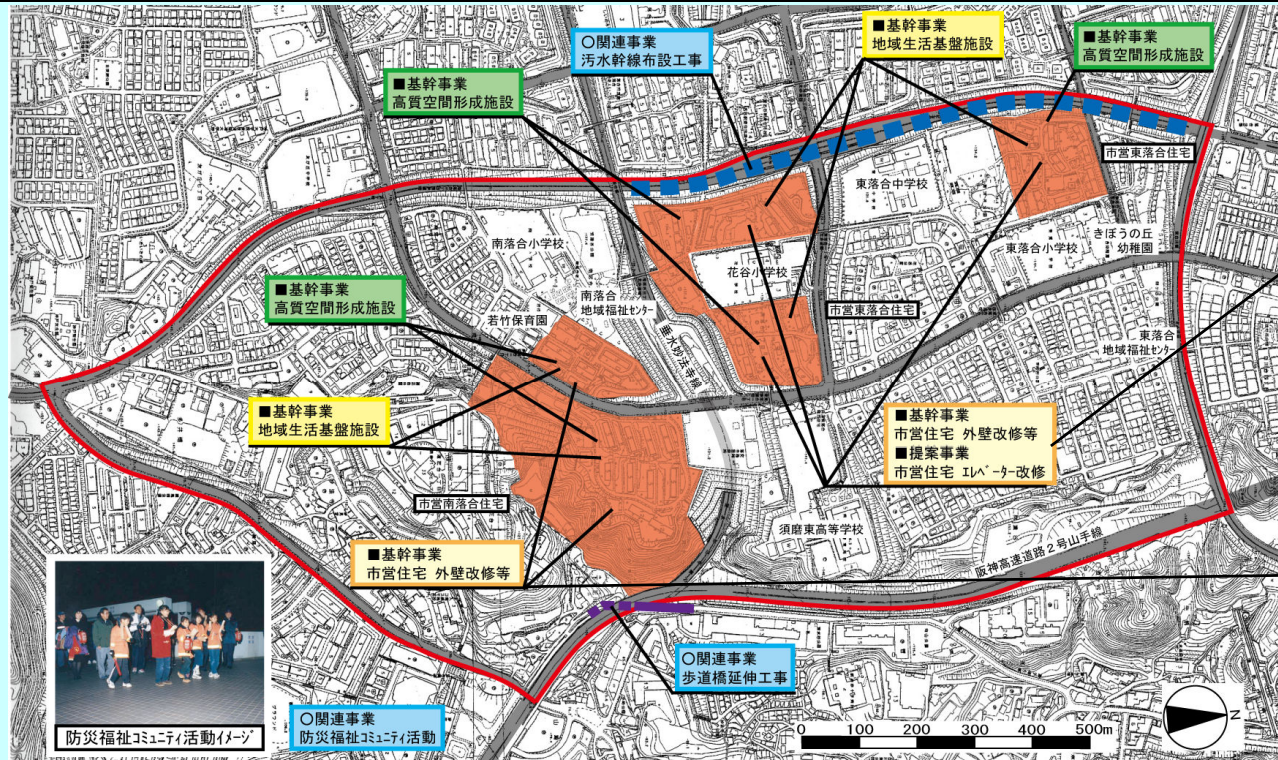 〇関連事業
汚水幹線布設工事
■基幹事業
地域生活基盤施設
■基幹事業
高質空間形成施設
■基幹事業
高質空間形成施設
市営東落合住宅
東落合中学校
南落合小学校
東落合小学校
きぼうの丘
幼稚園
花谷小学校
■基幹事業
高質空間形成施設
南落合
地域福祉センター
若竹保育園
市営東落合住宅
垂水妙法寺線
東落合
地域福祉センター
■基幹事業
地域生活基盤施設
■基幹事業
市営住宅 外壁改修等
■提案事業
市営住宅 エレベーター改修
市営南落合住宅
須磨東高等学校
阪神高速道路2号山手線
■基幹事業
市営住宅 外壁改修等
〇関連事業
歩道橋延伸工事
防災福祉コミュニティ活動イメージ
〇関連事業
防災福祉コミュニティ活動
0 100 200 300 400 500m
N